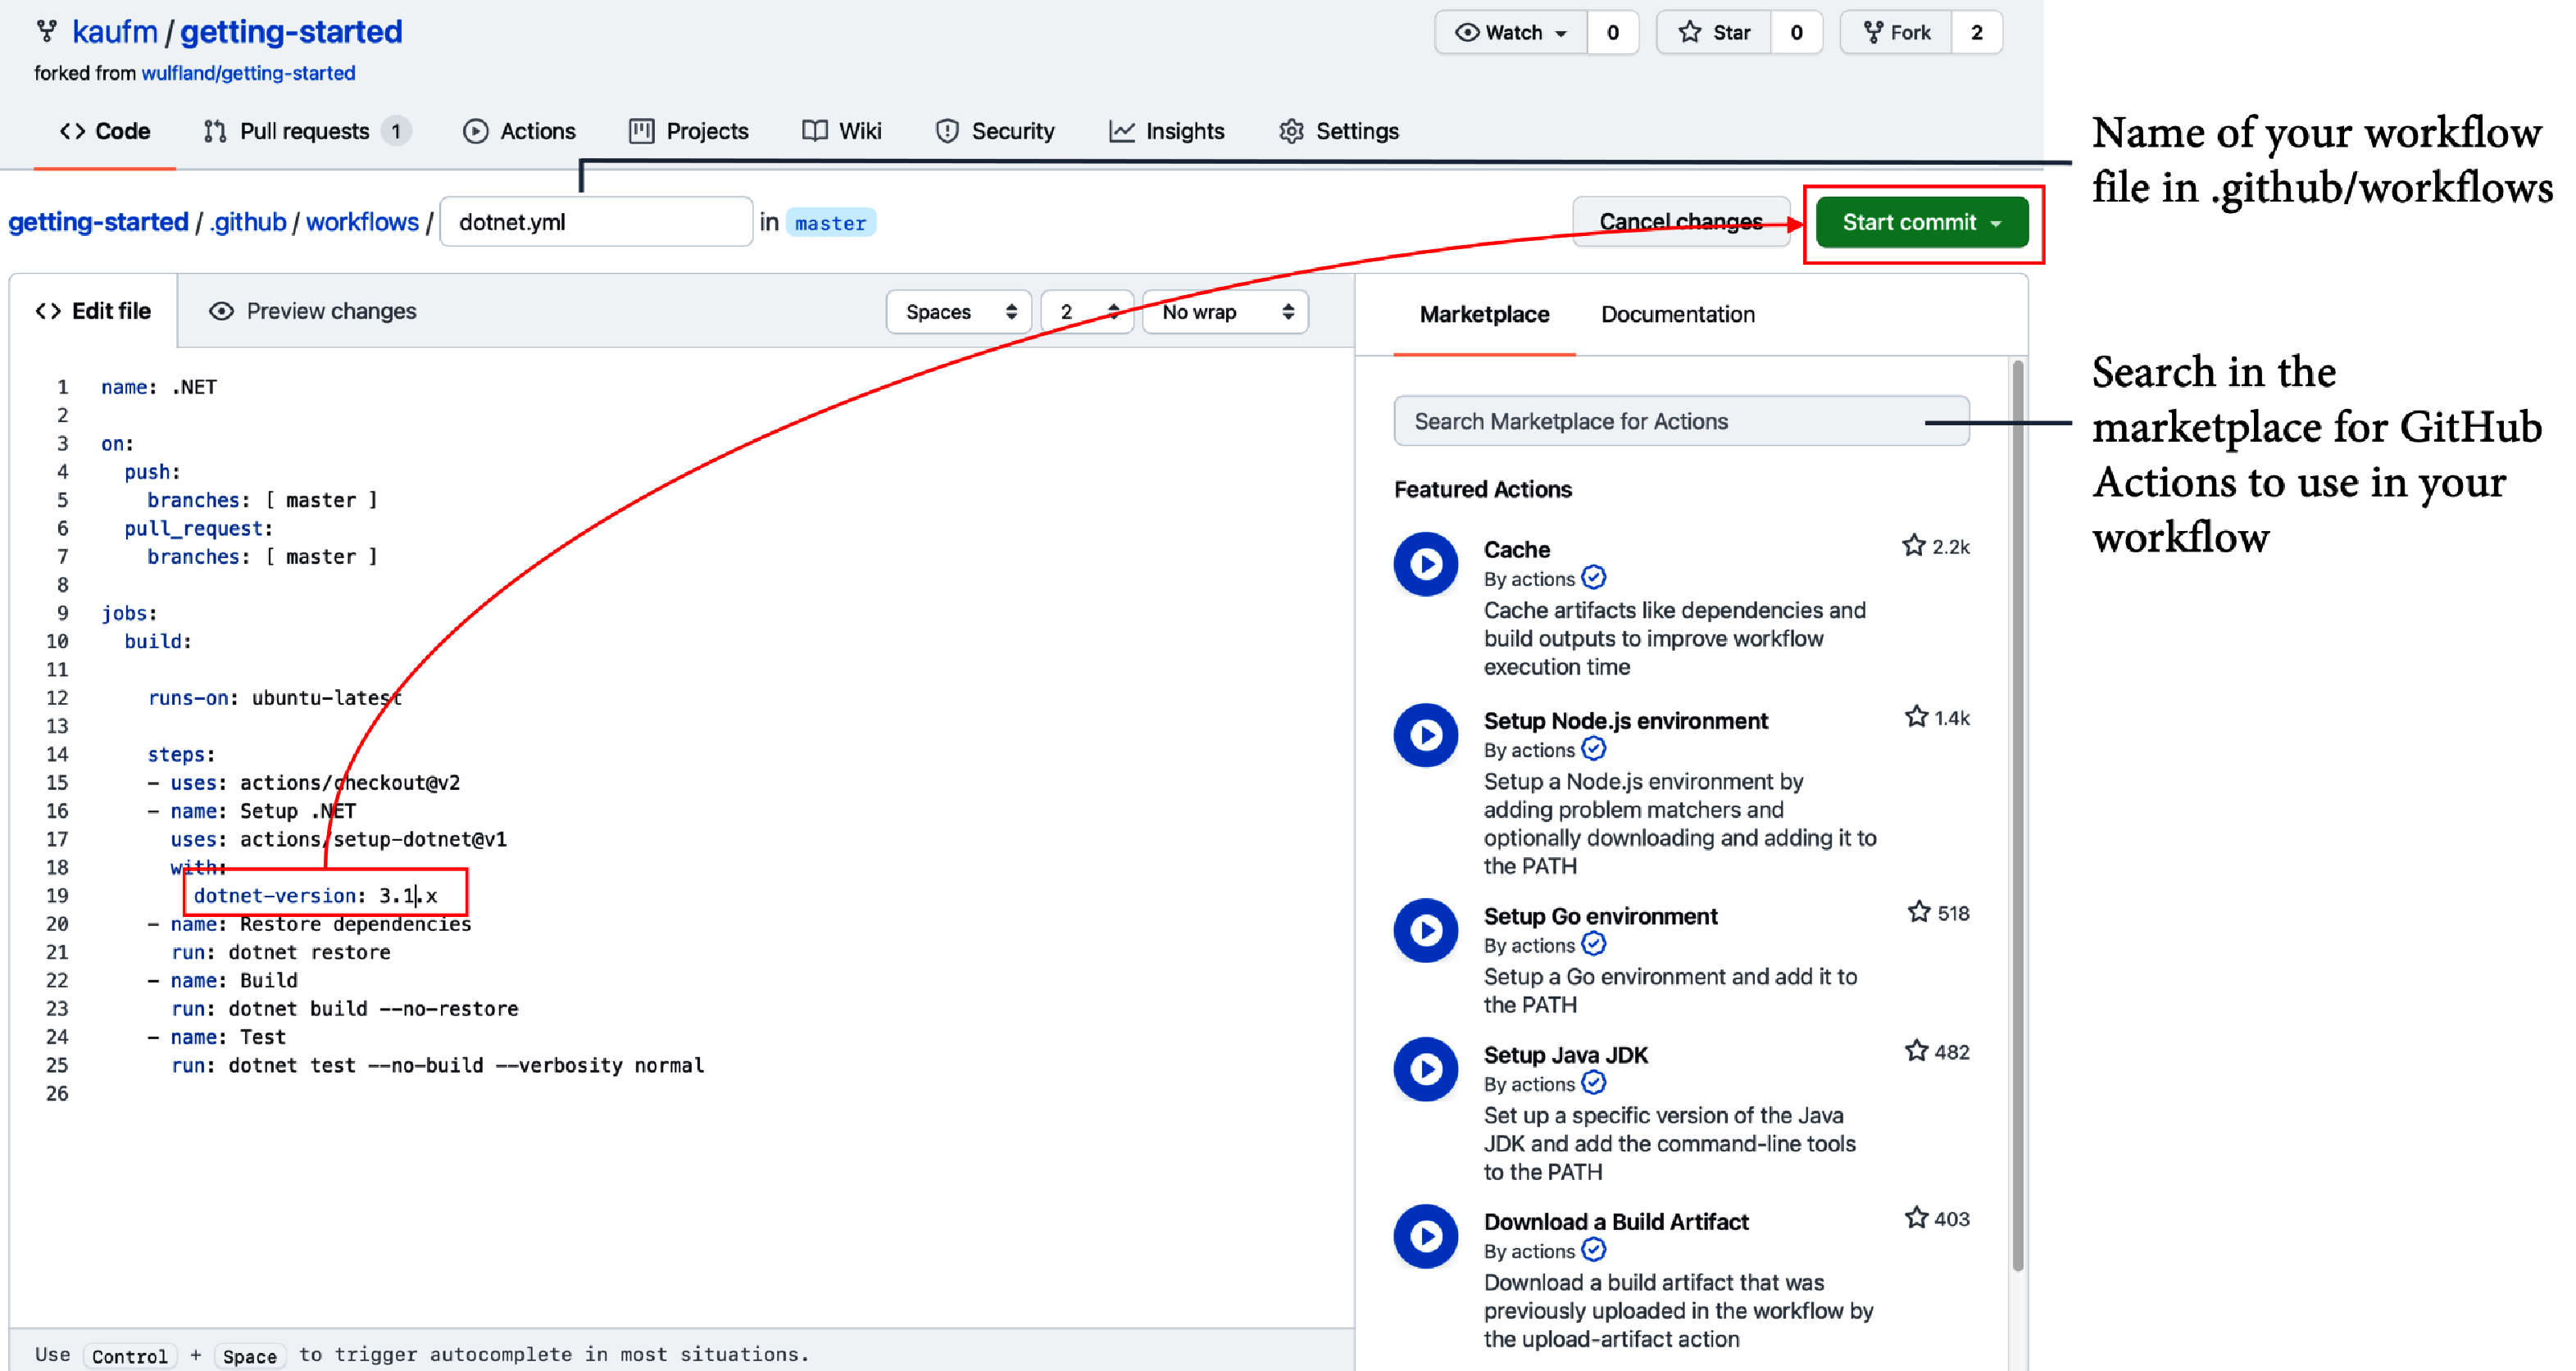 kaufm / getting-started
Watch 0 Star 0 Fork 2
forked from wulfland/getting-started
Code Pull requests 1 Actions Projects Wiki Security Insights Settings
Name of your workflow
file in .github/workflows
getting-started / .github / workflows / dotnet.yml in master
Cancel changes Start commit
Edit file Preview changes Spaces 2 No wrap
1 name: .NET
2
3 on:
4 push:
5 branches: [ master ]
6 pull_request:
7 branches: [ master ]
8
9 jobs:
10 build:
11
12 runs-on: ubuntu-latest
13
14 steps:
15 - uses: actions/checkout@v2
16 - name: Setup .NET
17 uses: actions/setup-dotnet@v1
18 with:
19 dotnet-version: 3.1.x
20 - name: Restore dependencies
21 run: dotnet restore
22 - name: Build
23 run: dotnet build --no-restore
24 - name: Test
25 run: dotnet test --no-build --verbosity normal
26
Use Control + Space to trigger autocomplete in most situations.
Marketplace Documentation
Search Marketplace for Actions
Featured Actions
Cache 2.2k
By actions
Cache artifacts like dependencies and
build outputs to improve workflow
execution time
Setup Node.js environment 1.4k
By actions
Setup a Node.js environment by
adding problem matchers and
optionally downloading and adding it to
the PATH
Setup Go environment 518
By actions
Setup a Go environment and add it to
the PATH
Setup Java JDK 482
By actions
Set up a specific version of the Java
JDK and add the command-line tools
to the PATH
Download a Build Artifact 403
By actions
Download a build artifact that was
previously uploaded in the workflow by
the upload-artifact action
Search in the
marketplace for GitHub
Actions to use in your
workflow